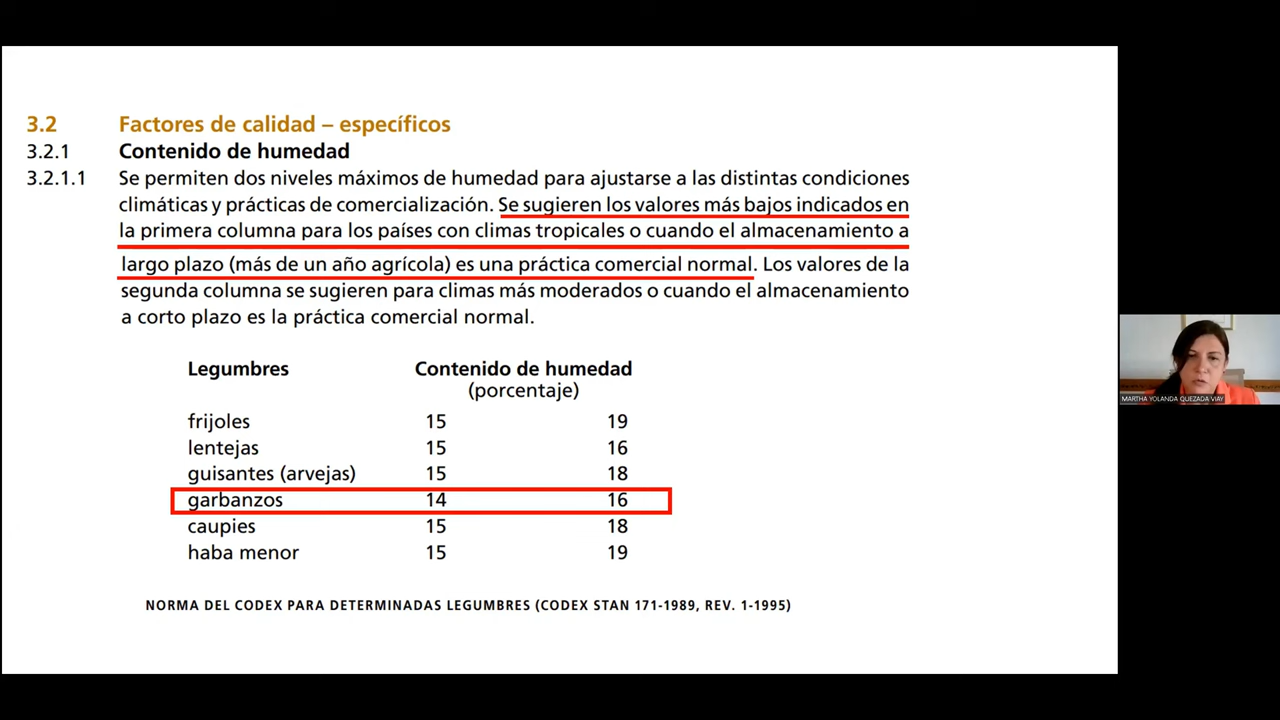 3.2 Factores de calidad – específicos
3.2.1 Contenido de humedad
3.2.1.1 Se permiten dos niveles máximos de humedad para ajustarse a las distintas condiciones
climáticas y prácticas de comercialización. Se sugieren los valores más bajos indicados en
la primera columna para los países con climas tropicales o cuando el almacenamiento a
largo plazo (más de un año agrícola) es una práctica comercial normal. Los valores de la
segunda columna se sugieren para climas más moderados o cuando el almacenamiento
a corto plazo es la práctica comercial normal.
Legumbres Contenido de humedad
(porcentaje)
frijoles 15 19
lentejas 15 16
guisantes (arvejas) 15 18
garbanzos 14 16
caupies 15 18
haba menor 15 19
NORMA DEL CODEX PARA DETERMINADAS LEGUMBRES (CODEX STAN 171-1989, REV. 1-1995)
MARTHA YOLANDA QUEZADA VIAY